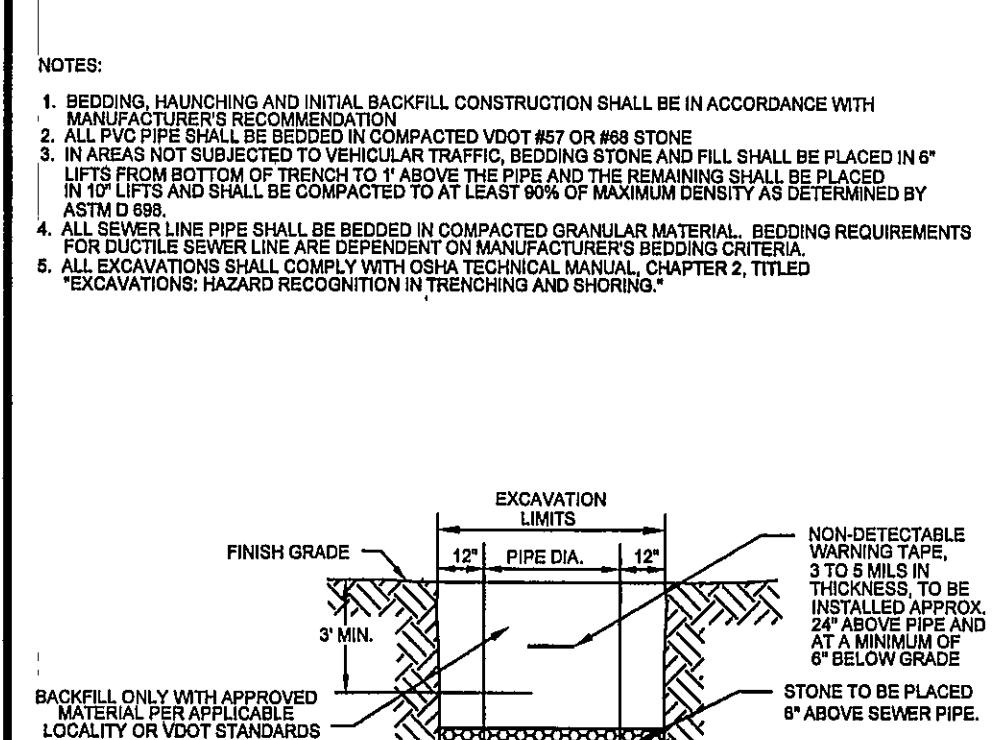 NOTES:
1. BEDDING, HAUNCHING AND INITIAL BACKFILL CONSTRUCTION SHALL BE IN ACCORDANCE WITH
MANUFACTURER'S RECOMMENDATION
2. ALL PVC PIPE SHALL BE BEDDED IN COMPACTED VDOT #57 OR #68 STONE
3. IN AREAS NOT SUBJECTED TO VEHICULAR TRAFFIC, BEDDING STONE AND FILL SHALL BE PLACED IN 6"
LIFTS FROM BOTTOM OF TRENCH TO 1' ABOVE THE PIPE AND THE REMAINING SHALL BE PLACED
IN 10" LIFTS AND SHALL BE COMPACTED TO AT LEAST 90% OF MAXIMUM DENSITY AS DETERMINED BY
ASTM D 698.
4. ALL SEWER LINE PIPE SHALL BE BEDDED IN COMPACTED GRANULAR MATERIAL. BEDDING REQUIREMENTS
FOR DUCTILE SEWER LINE ARE DEPENDENT ON MANUFACTURER'S BEDDING CRITERIA.
5. ALL EXCAVATIONS SHALL COMPLY WITH OSHA TECHNICAL MANUAL, CHAPTER 2, TITLED
"EXCAVATIONS: HAZARD RECOGNITION IN TRENCHING AND SHORING."
EXCAVATION
LIMITS
FINISH GRADE
12" PIPE DIA. 12"
NON-DETECTABLE
WARNING TAPE,
3 TO 5 MILS IN
THICKNESS, TO BE
INSTALLED APPROX.
24" ABOVE PIPE AND
AT A MINIMUM OF
6" BELOW GRADE
3' MIN.
BACKFILL ONLY WITH APPROVED
MATERIAL PER APPLICABLE
LOCALITY OR VDOT STANDARDS
STONE TO BE PLACED
6" ABOVE SEWER PIPE.